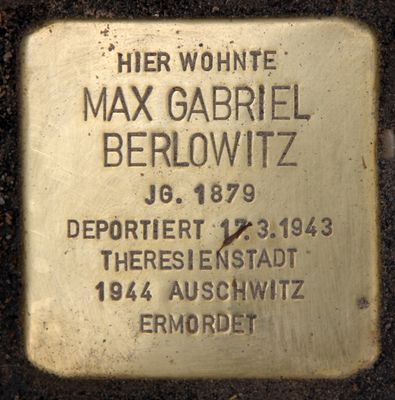 HIER WOHNTE
MAX GABRIEL
BERLOWITZ
JG. 1879
DEPORTIERT 17.3.1943
THERESIENSTADT
1944 AUSCHWITZ
ERMORDET